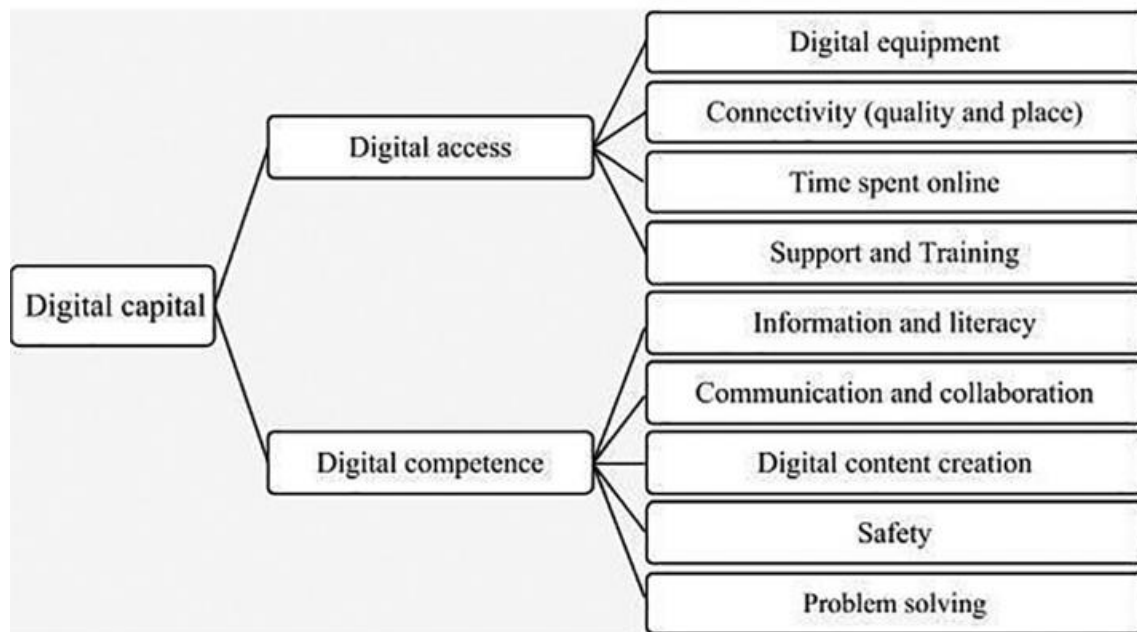 Digital equipment
Connectivity (quality and place)
Digital access
Time spent online
Support and Training
Digital capital
Information and literacy
Communication and collaboration
Digital competence
Digital content creation
Safety
Problem solving